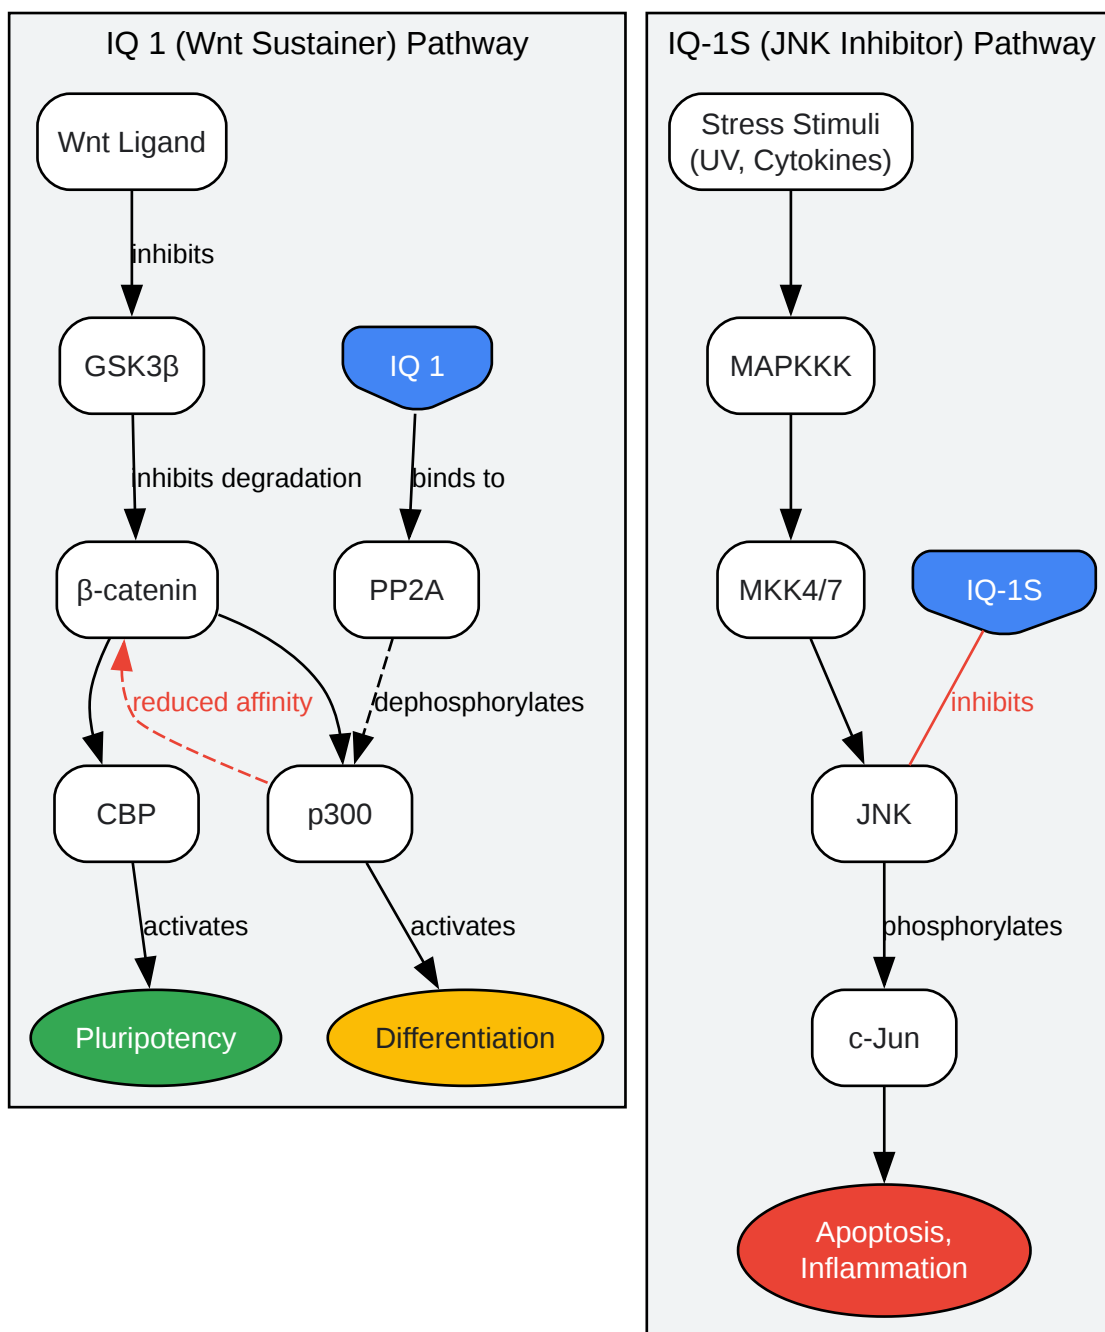 IQ 1 (Wnt Sustainer) Pathway
Wnt Ligand
inhibits
GSK3β
IQ 1
inhibits degradation
binds to
β-catenin
PP2A
reduced affinity
dephosphorylates
CBP
p300
activates
activates
Pluripotency
Differentiation
IQ-1S (JNK Inhibitor) Pathway
Stress Stimuli
(UV, Cytokines)
MAPKKK
MKK4/7
IQ-1S
inhibits
JNK
phosphorylates
c-Jun
Apoptosis,
Inflammation